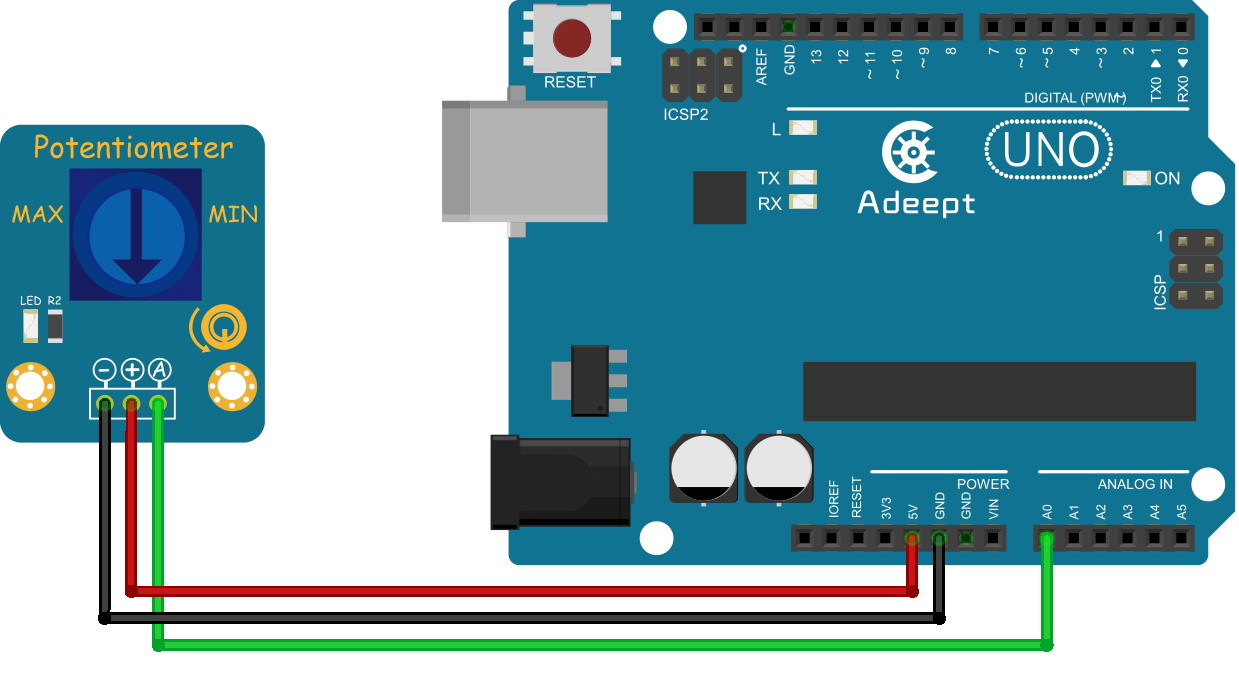 Potentiometer
MAX
MIN
LED R2
- + A
RESET
ICSP2
AREF
GND
13
12
~11
~10
~9
8
7
~6
~5
4
~3
2
TX0 ▶ 1
RX0 ◀ 0
DIGITAL (PWM~)
L
TX
RX
Adeept
UNO
ON
1
ICSP
POWER
ANALOG IN
IOREF
RESET
3V3
5V
GND
GND
VIN
A0
A1
A2
A3
A4
A5